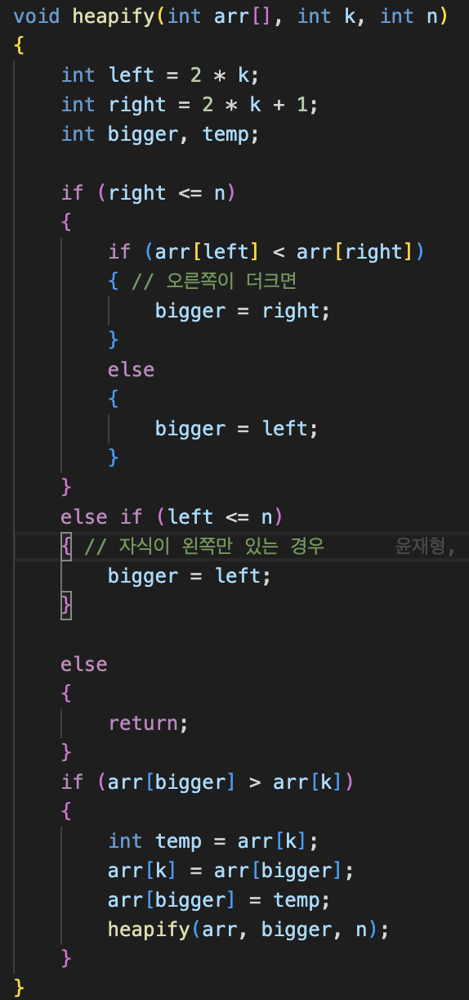 void heapify(int arr[], int k, int n)
{
    int left = 2 * k;
    int right = 2 * k + 1;
    int bigger, temp;

    if (right <= n)
    {
        if (arr[left] < arr[right])
        { // 오른쪽이 더크면
            bigger = right;
        }
        else
        {
            bigger = left;
        }
    }
    else if (left <= n)
    { // 자식이 왼쪽만 있는 경우      윤재형,
        bigger = left;
    }

    else
    {
        return;
    }
    if (arr[bigger] > arr[k])
    {
        int temp = arr[k];
        arr[k] = arr[bigger];
        arr[bigger] = temp;
        heapify(arr, bigger, n);
    }
}